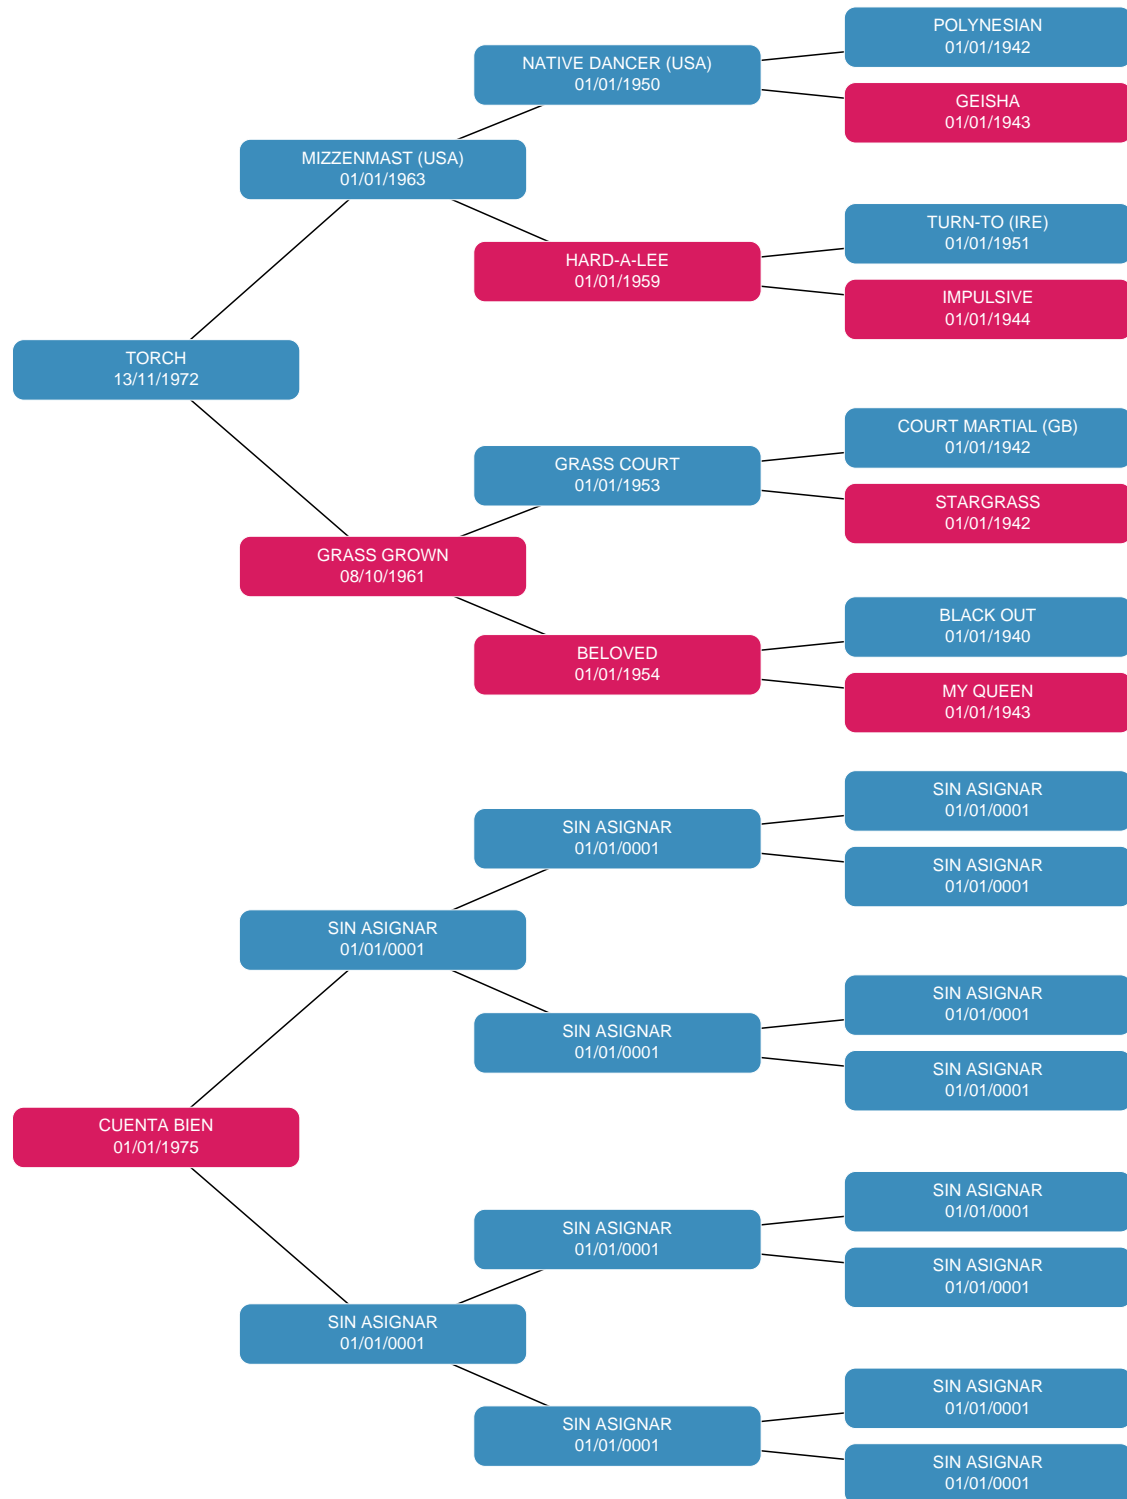 POLYNESIAN
01/01/1942
NATIVE DANCER (USA)
01/01/1950
GEISHA
01/01/1943
MIZZENMAST (USA)
01/01/1963
TURN-TO (IRE)
01/01/1951
HARD-A-LEE
01/01/1959
IMPULSIVE
01/01/1944
TORCH
13/11/1972
COURT MARTIAL (GB)
01/01/1942
GRASS COURT
01/01/1953
STARGRASS
01/01/1942
GRASS GROWN
08/10/1961
BLACK OUT
01/01/1940
BELOVED
01/01/1954
MY QUEEN
01/01/1943
SIN ASIGNAR
01/01/0001
SIN ASIGNAR
01/01/0001
SIN ASIGNAR
01/01/0001
SIN ASIGNAR
01/01/0001
SIN ASIGNAR
01/01/0001
SIN ASIGNAR
01/01/0001
SIN ASIGNAR
01/01/0001
CUENTA BIEN
01/01/1975
SIN ASIGNAR
01/01/0001
SIN ASIGNAR
01/01/0001
SIN ASIGNAR
01/01/0001
SIN ASIGNAR
01/01/0001
SIN ASIGNAR
01/01/0001
SIN ASIGNAR
01/01/0001
SIN ASIGNAR
01/01/0001